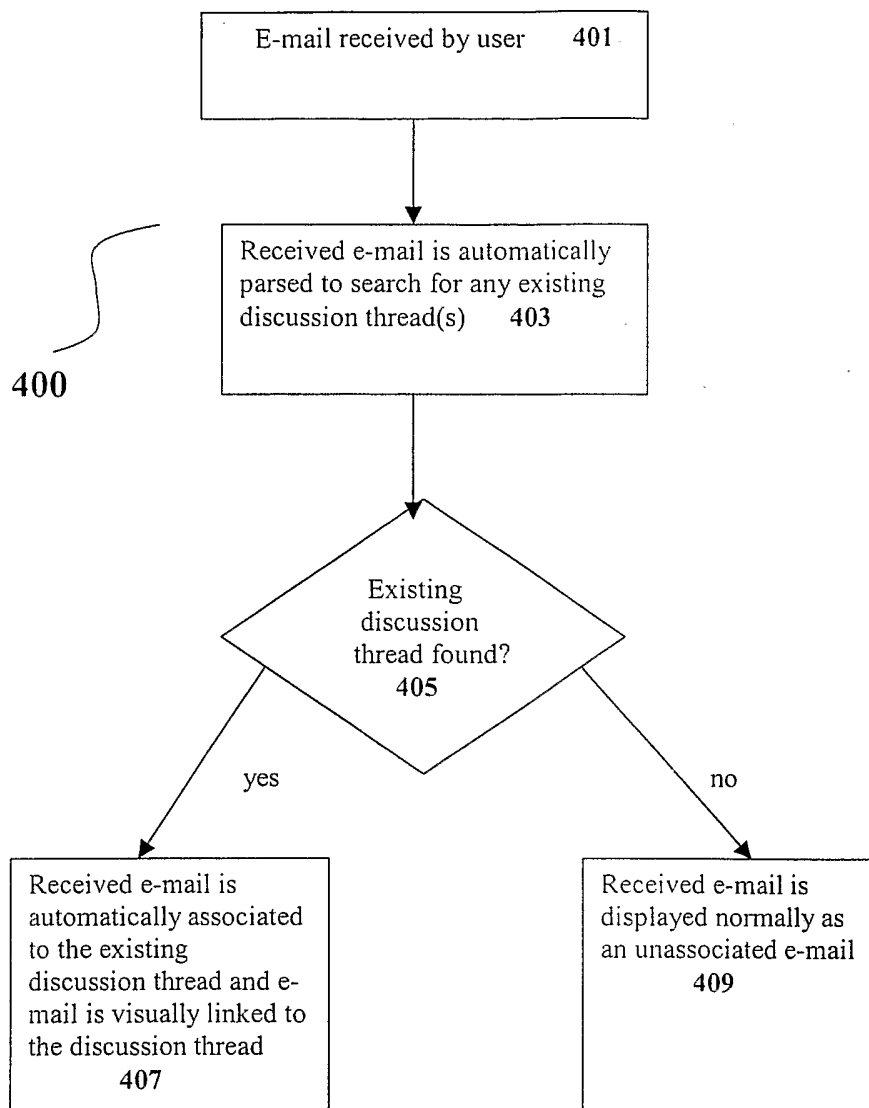 E-mail received by user 401
Received e-mail is automatically
parsed to search for any existing
discussion thread(s) 403
400
Existing
discussion
thread found?
405
yes
no
Received e-mail is
automatically associated
to the existing
discussion thread and e-
mail is visually linked to
the discussion thread
407
Received e-mail is
displayed normally as
an unassociated e-mail
409